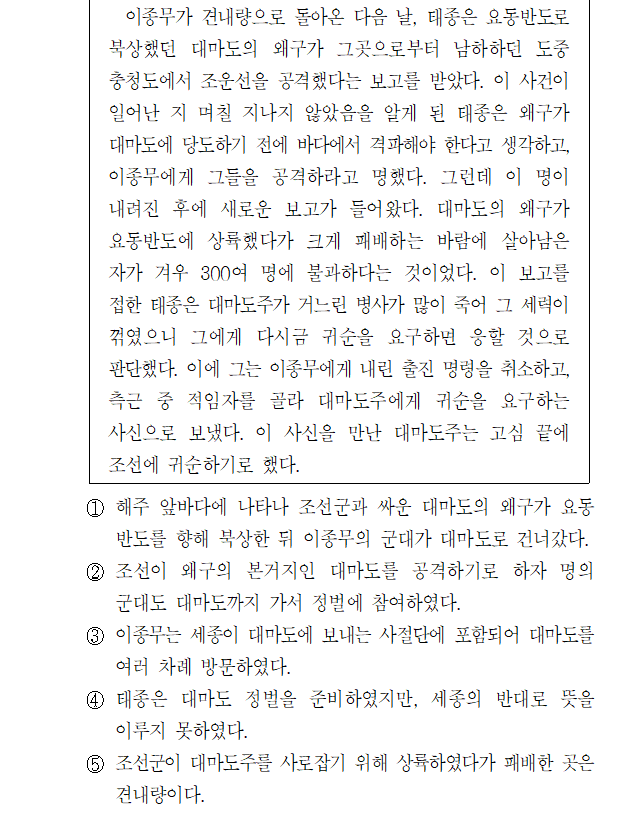 이종무가 견내량으로 돌아온 다음 날, 태종은 요동반도로
북상했던 대마도의 왜구가 그곳으로부터 남하하던 도중
충청도에서 조운선을 공격했다는 보고를 받았다. 이 사건이
일어난 지 며칠 지나지 않았음을 알게 된 태종은 왜구가
대마도에 당도하기 전에 바다에서 격파해야 한다고 생각하고,
이종무에게 그들을 공격하라고 명했다. 그런데 이 명이
내려진 후에 새로운 보고가 들어왔다. 대마도의 왜구가
요동반도에 상륙했다가 크게 패배하는 바람에 살아남은
자가 겨우 300여 명에 불과하다는 것이었다. 이 보고를
접한 태종은 대마도주가 거느린 병사가 많이 죽어 그 세력이
꺾였으니 그에게 다시금 귀순을 요구하면 응할 것으로
판단했다. 이에 그는 이종무에게 내린 출진 명령을 취소하고,
측근 중 적임자를 골라 대마도주에게 귀순을 요구하는
사신으로 보냈다. 이 사신을 만난 대마도주는 고심 끝에
조선에 귀순하기로 했다.
① 해주 앞바다에 나타나 조선군과 싸운 대마도의 왜구가 요동
반도를 향해 북상한 뒤 이종무의 군대가 대마도로 건너갔다.
② 조선이 왜구의 본거지인 대마도를 공격하기로 하자 명의
군대도 대마도까지 가서 정벌에 참여하였다.
③ 이종무는 세종이 대마도에 보내는 사절단에 포함되어 대마도를
여러 차례 방문하였다.
④ 태종은 대마도 정벌을 준비하였지만, 세종의 반대로 뜻을
이루지 못하였다.
⑤ 조선군이 대마도주를 사로잡기 위해 상륙하였다가 패배한 곳은
견내량이다.